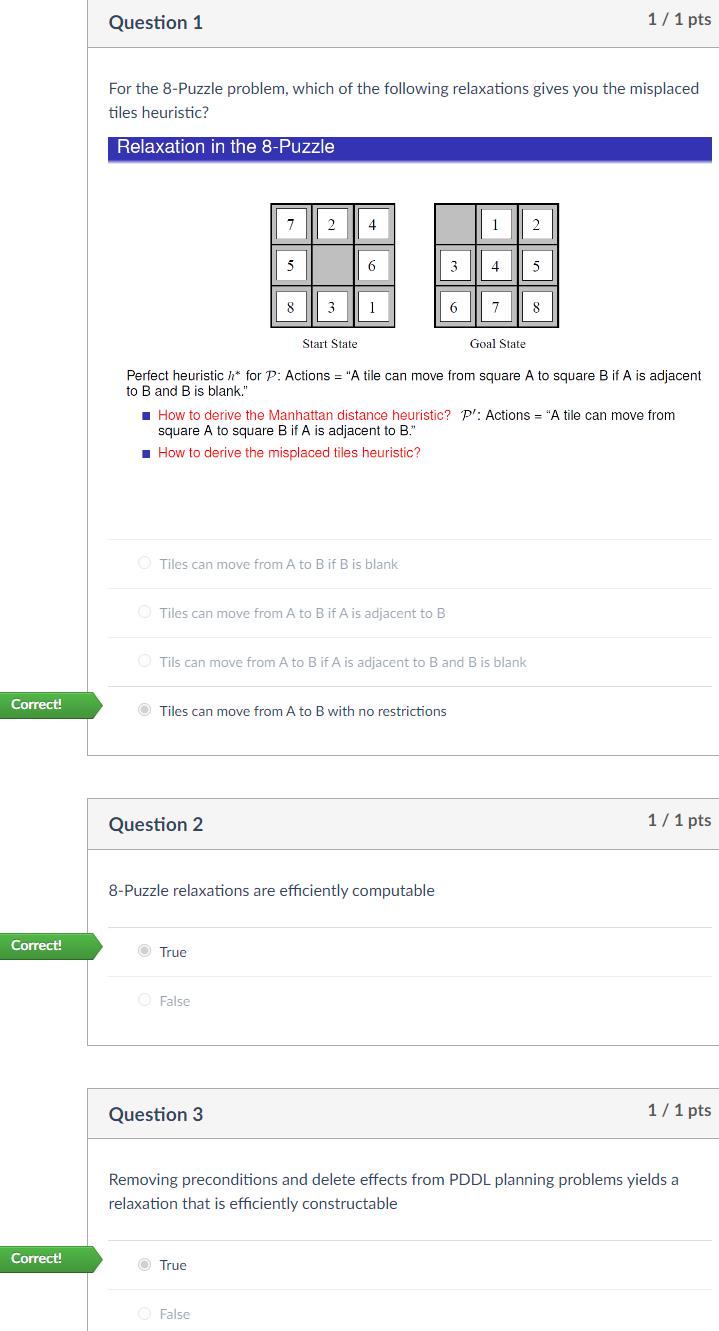 Question 1
1 / 1 pts
For the 8-Puzzle problem, which of the following relaxations gives you the misplaced
tiles heuristic?
Relaxation in the 8-Puzzle
7 2 4
5 6
8 3 1
Start State
1 2
3 4 5
6 7 8
Goal State
Perfect heuristic h* for P: Actions = “A tile can move from square A to square B if A is adjacent
to B and B is blank.”
How to derive the Manhattan distance heuristic? P′: Actions = “A tile can move from
square A to square B if A is adjacent to B.”
How to derive the misplaced tiles heuristic?
Tiles can move from A to B if B is blank
Tiles can move from A to B if A is adjacent to B
Tils can move from A to B if A is adjacent to B and B is blank
Correct!
Tiles can move from A to B with no restrictions
Question 2
1 / 1 pts
8-Puzzle relaxations are efficiently computable
Correct!
True
False
Question 3
1 / 1 pts
Removing preconditions and delete effects from PDDL planning problems yields a
relaxation that is efficiently constructable
Correct!
True
False